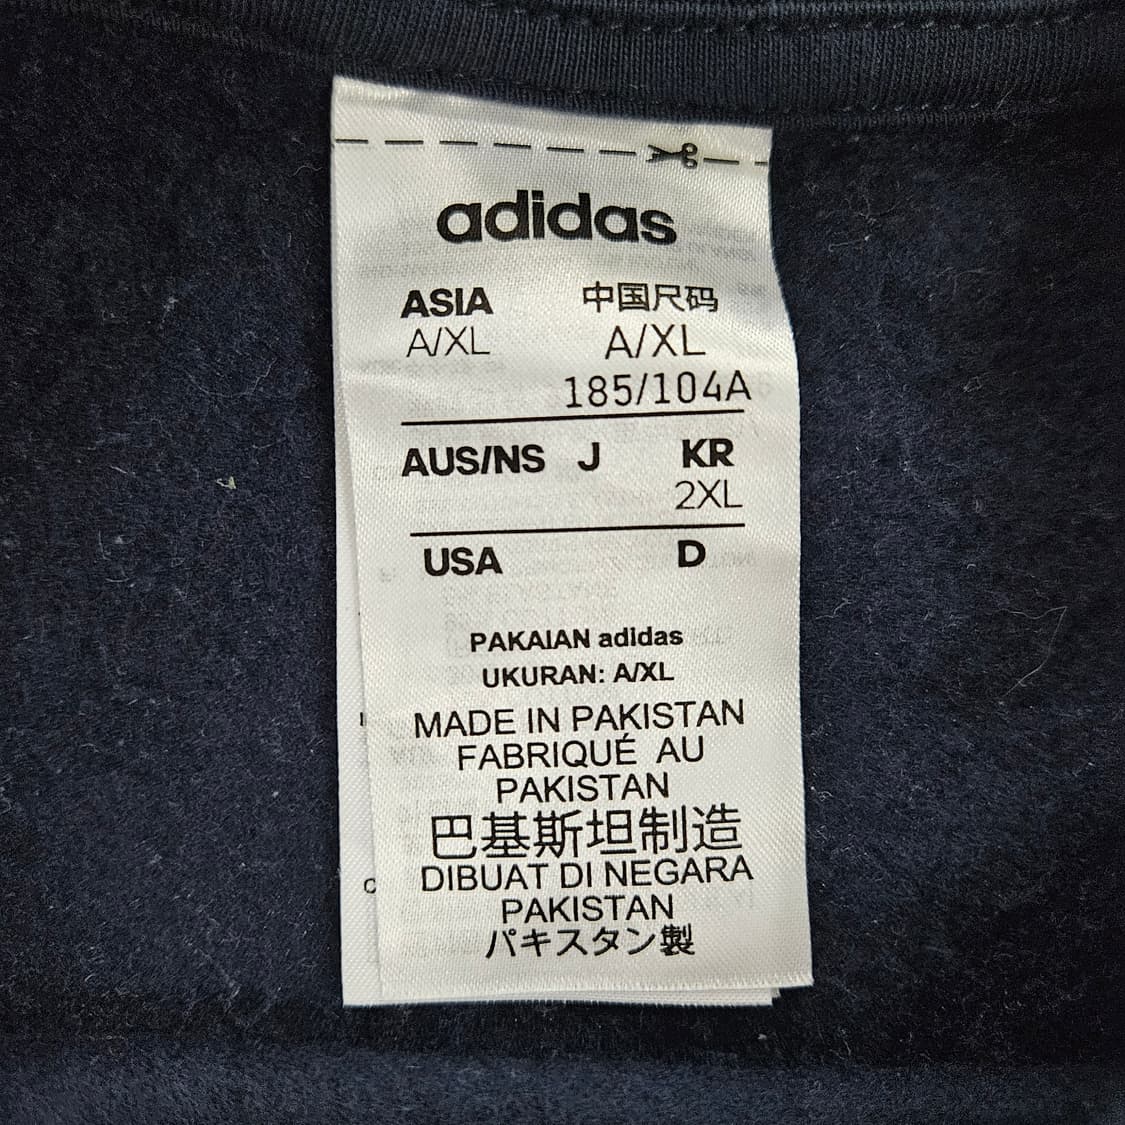 adidas
ASIA 中国尺码
A/XL A/XL
185/104A
AUS/NS J KR
2XL
USA D
PAKAIAN adidas
UKURAN: A/XL
MADE IN PAKISTAN
FABRIQUÉ AU
PAKISTAN
巴基斯坦制造
DIBUAT DI NEGARA
PAKISTAN
パキスタン製